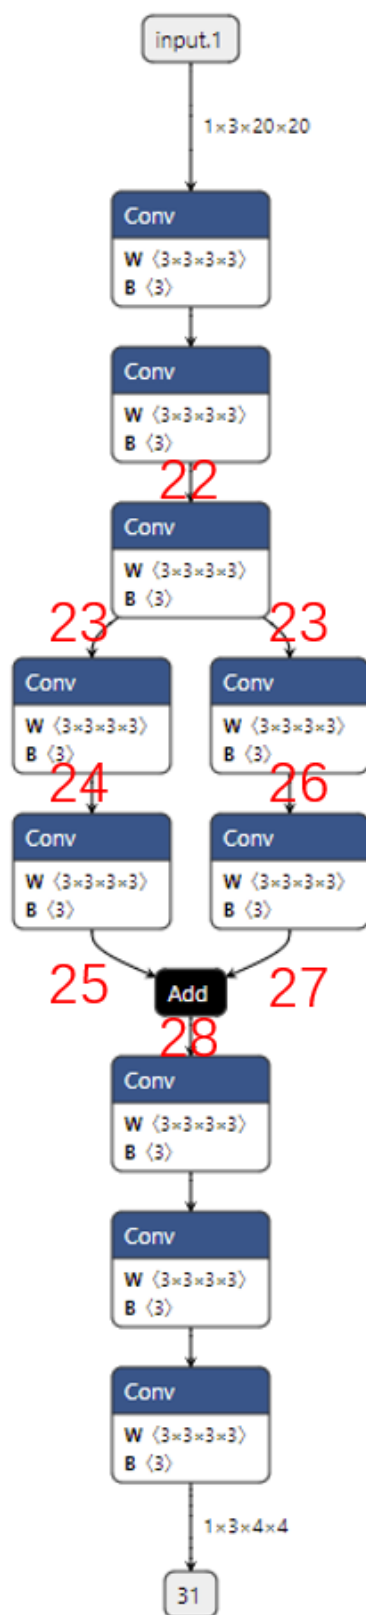 input.1
1×3×20×20
Conv
W ⟨3×3×3×3⟩
B ⟨3⟩
Conv
W ⟨3×3×3×3⟩
B ⟨3⟩
22
Conv
W ⟨3×3×3×3⟩
B ⟨3⟩
23 23
Conv Conv
W ⟨3×3×3×3⟩ W ⟨3×3×3×3⟩
B ⟨3⟩ B ⟨3⟩
24 26
Conv Conv
W ⟨3×3×3×3⟩ W ⟨3×3×3×3⟩
B ⟨3⟩ B ⟨3⟩
25 Add 27
28
Conv
W ⟨3×3×3×3⟩
B ⟨3⟩
Conv
W ⟨3×3×3×3⟩
B ⟨3⟩
Conv
W ⟨3×3×3×3⟩
B ⟨3⟩
1×3×4×4
31